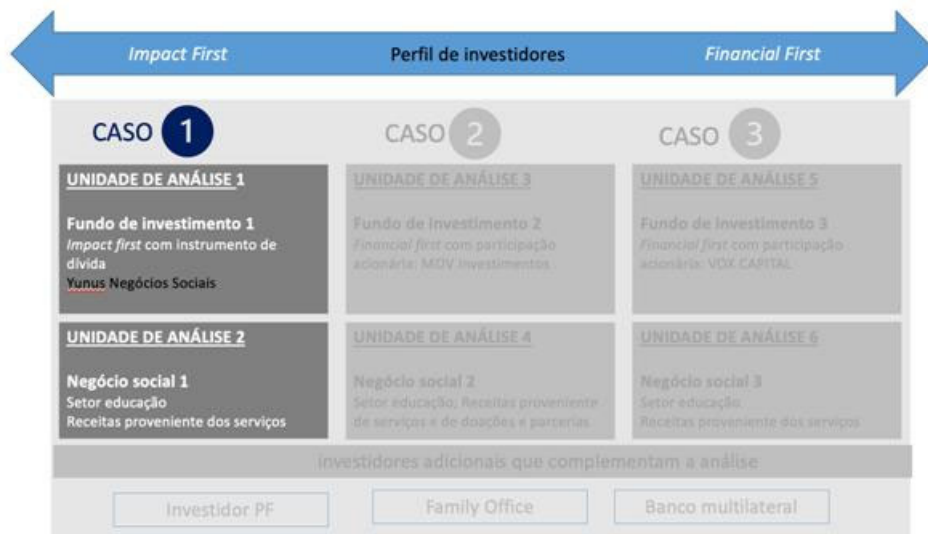 Impact First
Perfil de investidores
Financial First
CASO 1
CASO 2
CASO 3
UNIDADE DE ANÁLISE 1
Fundo de investimento 1
Impact first com instrumento de
dívida
Yunus Negócios Sociais
UNIDADE DE ANÁLISE 3
Fundo de investimento 2
Financial first com participação
acionária: MOV Investimentos
UNIDADE DE ANÁLISE 5
Fundo de investimento 3
Financial first com participação
acionária: VOX CAPITAL
UNIDADE DE ANÁLISE 2
Negócio social 1
Setor educação
Receitas proveniente dos serviços
UNIDADE DE ANÁLISE 4
Negócio social 2
Setor educação; Receitas proveniente
de serviços e de doações e parcerias
UNIDADE DE ANÁLISE 6
Negócio social 3
Setor educação
Receitas proveniente dos serviços
Investidores adicionais que complementam a análise
Investidor PF
Family Office
Banco multilateral